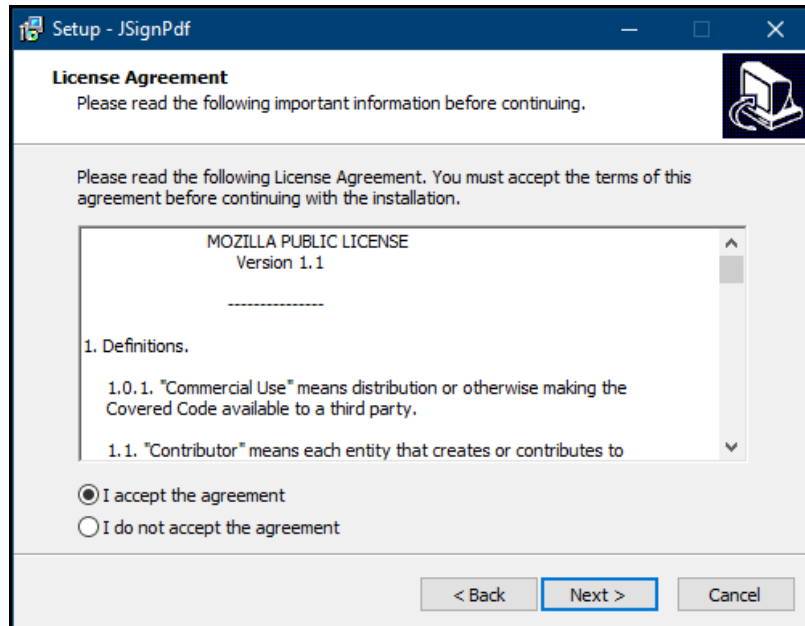 Setup - JSignPdf
License Agreement
Please read the following important information before continuing.
Please read the following License Agreement. You must accept the terms of this
agreement before continuing with the installation.
MOZILLA PUBLIC LICENSE
Version 1.1
---------------
1. Definitions.
1.0.1. "Commercial Use" means distribution or otherwise making the
Covered Code available to a third party.
1.1. "Contributor" means each entity that creates or contributes to
I accept the agreement
I do not accept the agreement
< Back
Next >
Cancel